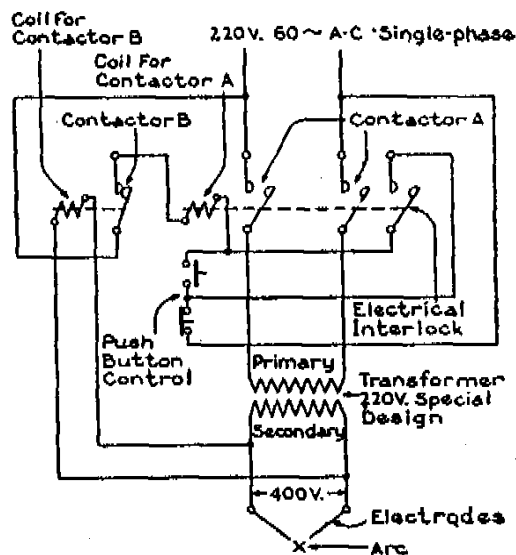 Coil for
Contactor B
220V. 60~ A-C Single-phase
Coil For
Contactor A
Contactor B
Contactor A
Push
Button
Control
Electrical
Interlock
Primary
Transformer
220V. Special
Design
Secondary
400V.
Electrodes
Arc